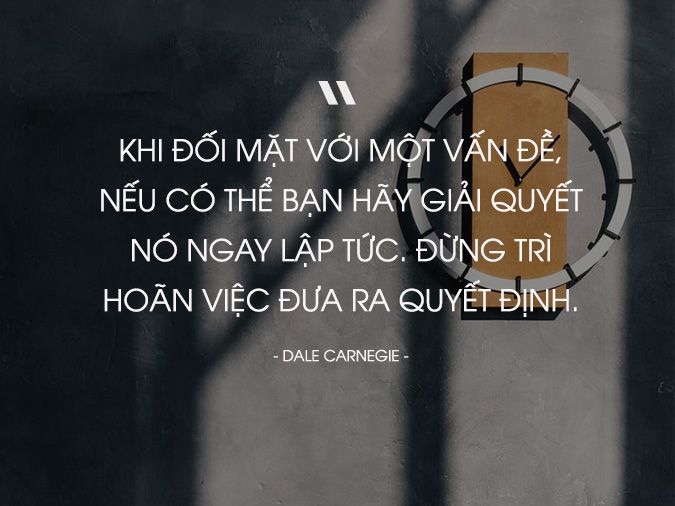 "
KHI ĐỐI MẶT VỚI MỘT VẤN ĐỀ,
NẾU CÓ THỂ BẠN HÃY GIẢI QUYẾT
NÓ NGAY LẬP TỨC. ĐỪNG TRÌ
HOÃN VIỆC ĐƯA RA QUYẾT ĐỊNH.
- DALE CARNEGIE -